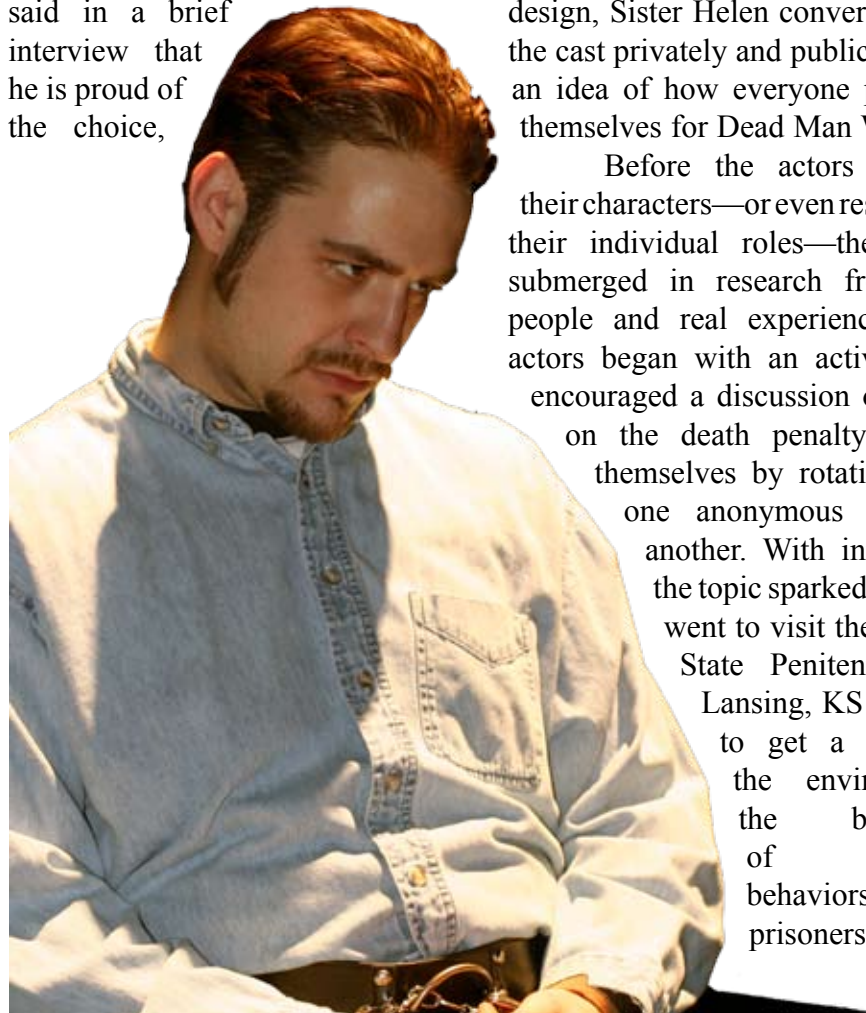 said in a brief
interview that
he is proud of
the choice,
design, Sister Helen conver
the cast privately and public
an idea of how everyone
themselves for Dead Man
Before the actors
their characters—or even res
their individual roles—the
submerged in research fr
people and real experienc
actors began with an activ
encouraged a discussion
on the death penalty
themselves by rotati
one anonymous
another. With in
the topic sparked
went to visit the
State Peniten
Lansing, KS
to get a
the envir
the b
of
behaviors
prisoners